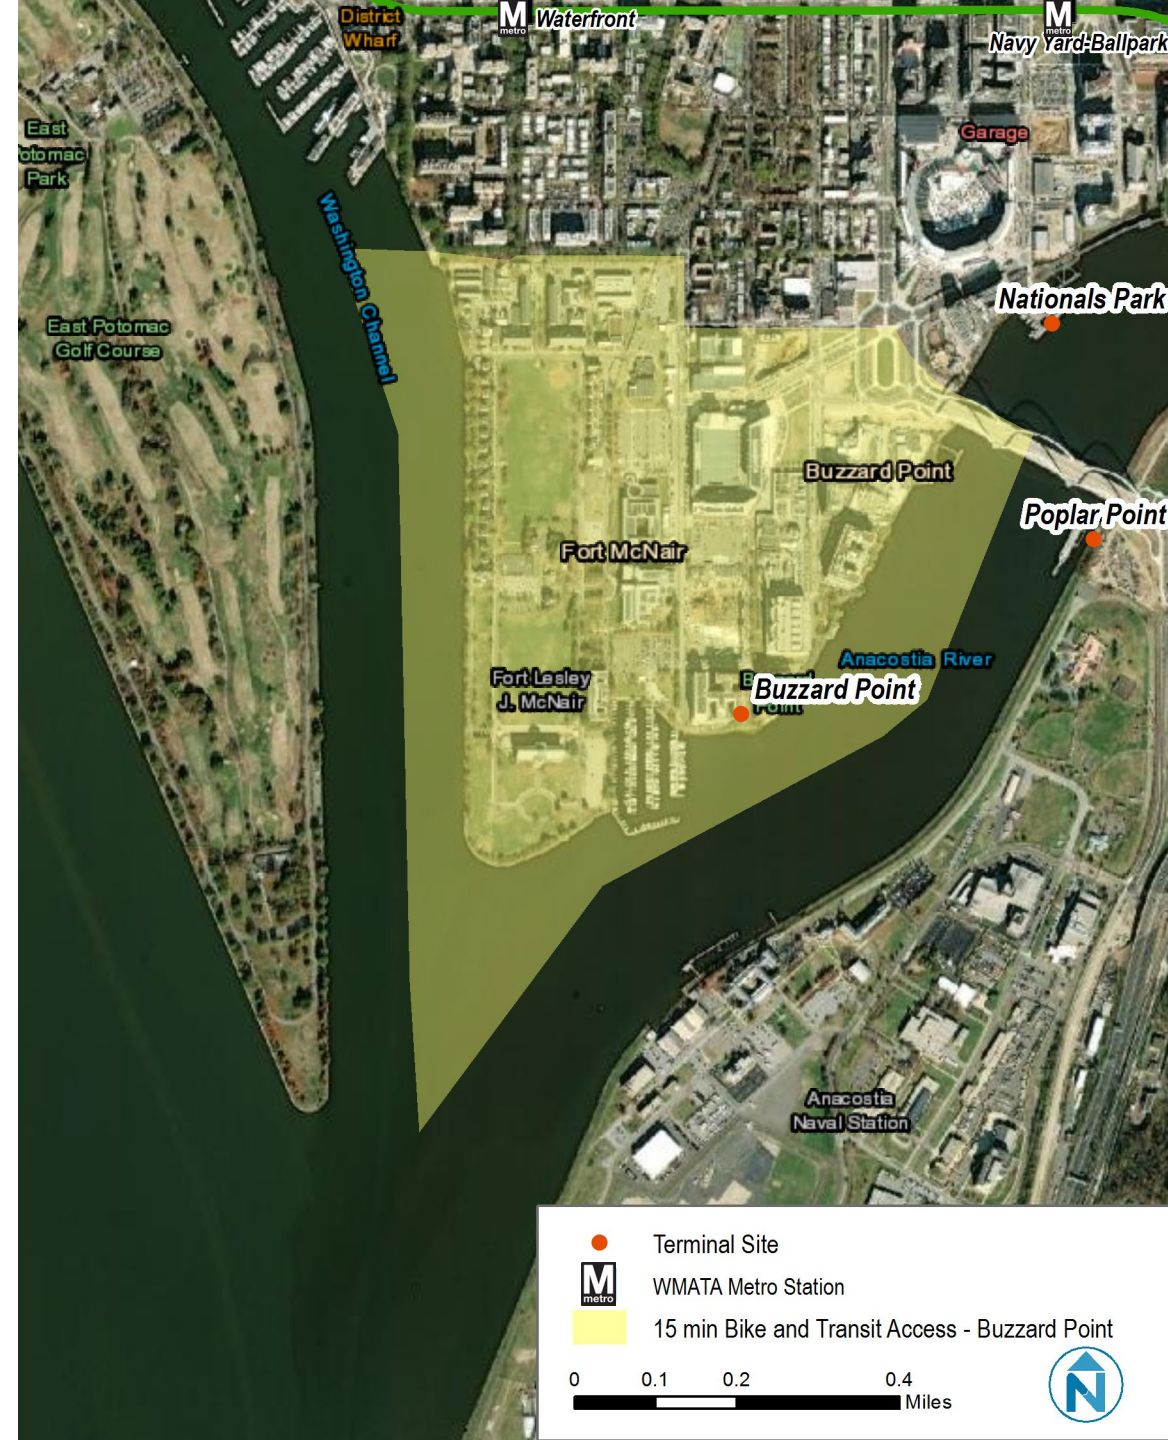 District
Wharf
M
metro
Waterfront
M
metro
Navy Yard-Ballpark
East
otomac
Park
Garage
Washington Channel
Nationals Park
East Potomac
Golf Course
Buzzard Point
Poplar Point
Fort McNair
Anacostia River
Fort Lesley
J. McNair
Buzzard Point
Point
Anacostia
Naval Station
Terminal Site
M
metro
WMATA Metro Station
15 min Bike and Transit Access - Buzzard Point
0 0.1 0.2 0.4
Miles
N